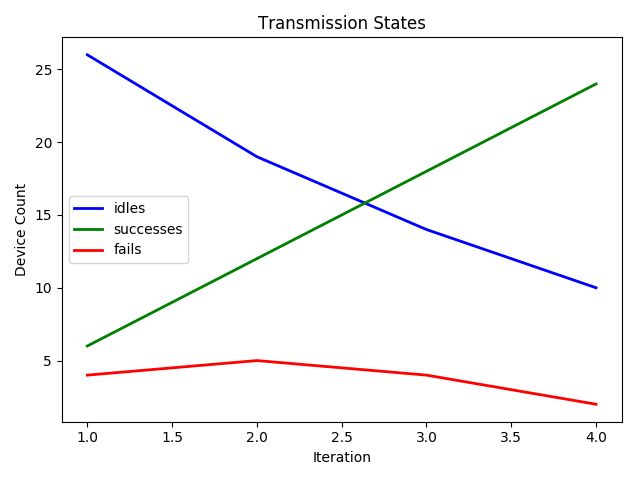 Transmission States
25
20
15
10
5
Device Count
idles
successes
fails
1.0 1.5 2.0 2.5 3.0 3.5 4.0
Iteration